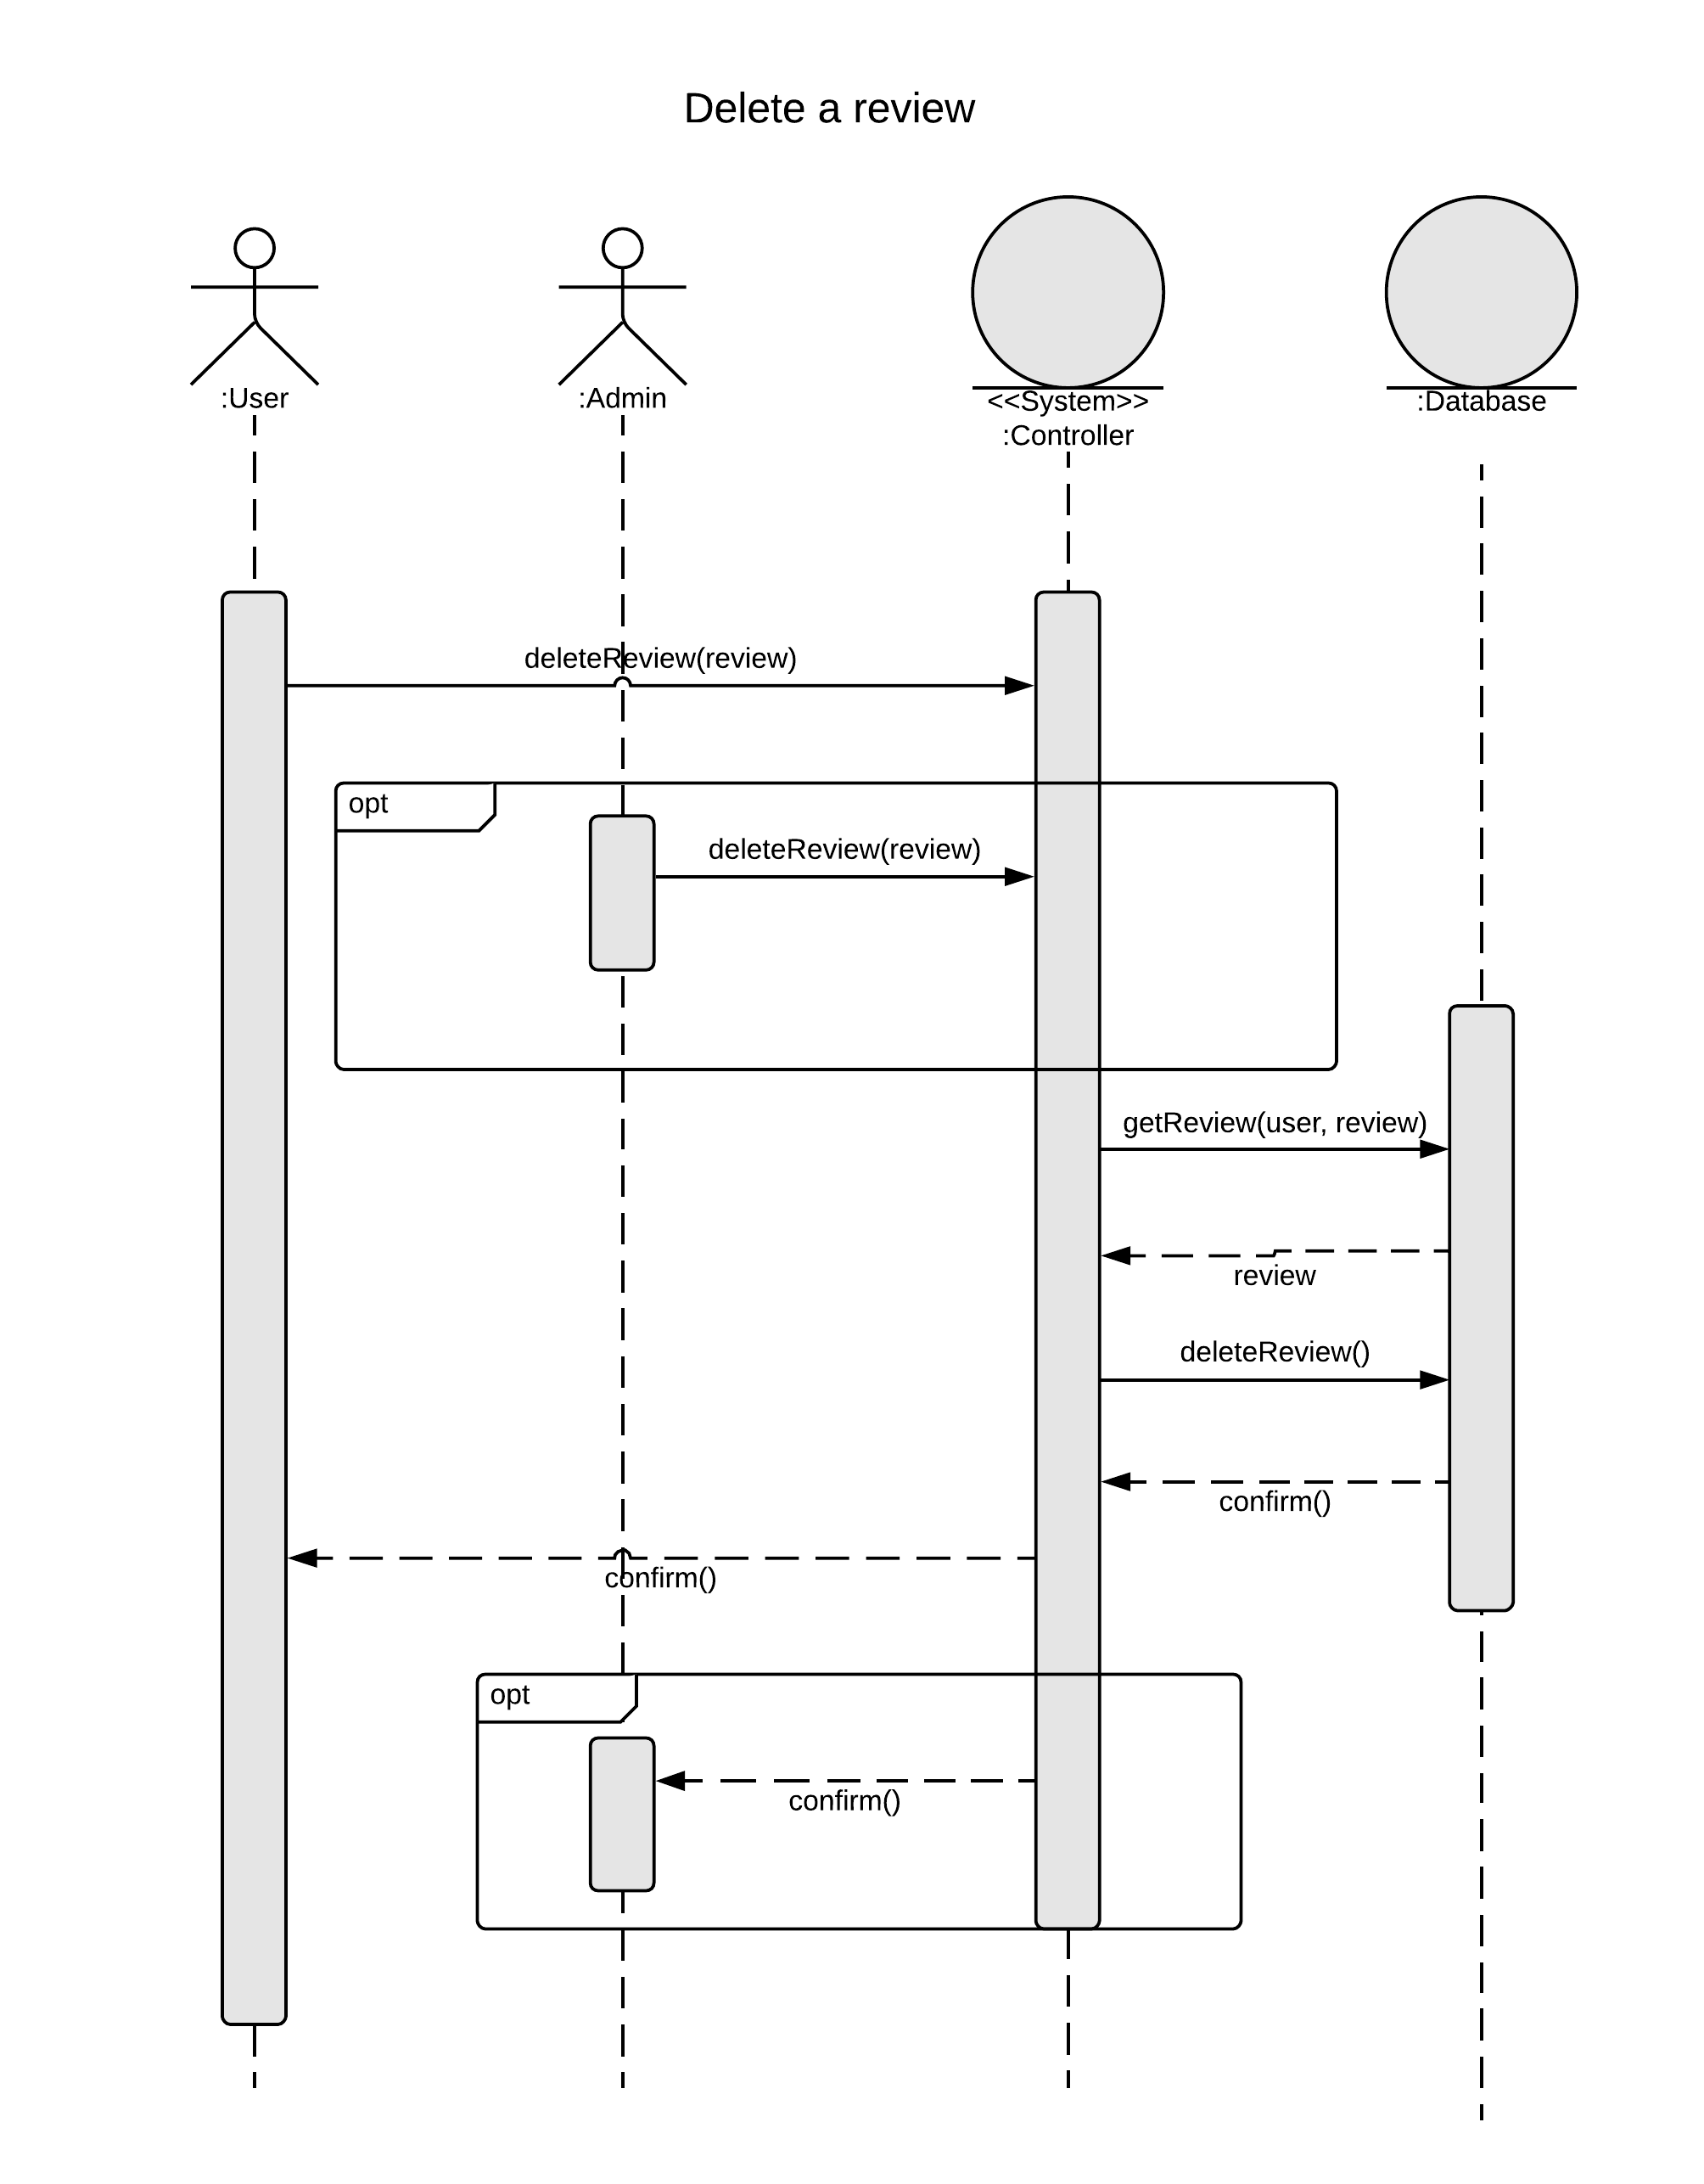 Delete a review
:User
:Admin
<<System>>
:Controller
:Database
deleteReview(review)
opt
deleteReview(review)
getReview(user, review)
review
deleteReview()
confirm()
confirm()
opt
confirm()